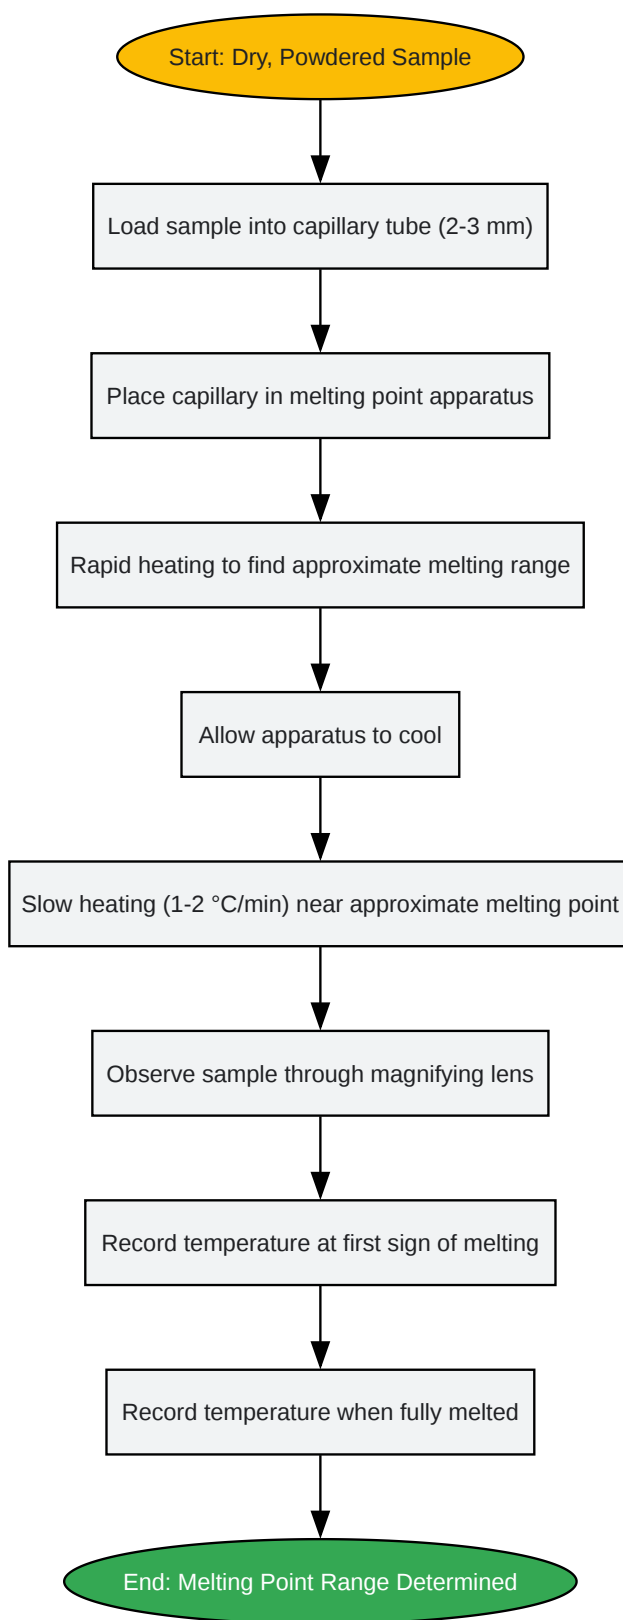 Start: Dry, Powdered Sample
Load sample into capillary tube (2-3 mm)
Place capillary in melting point apparatus
Rapid heating to find approximate melting range
Allow apparatus to cool
Slow heating (1-2 °C/min) near approximate melting point
Observe sample through magnifying lens
Record temperature at first sign of melting
Record temperature when fully melted
End: Melting Point Range Determined